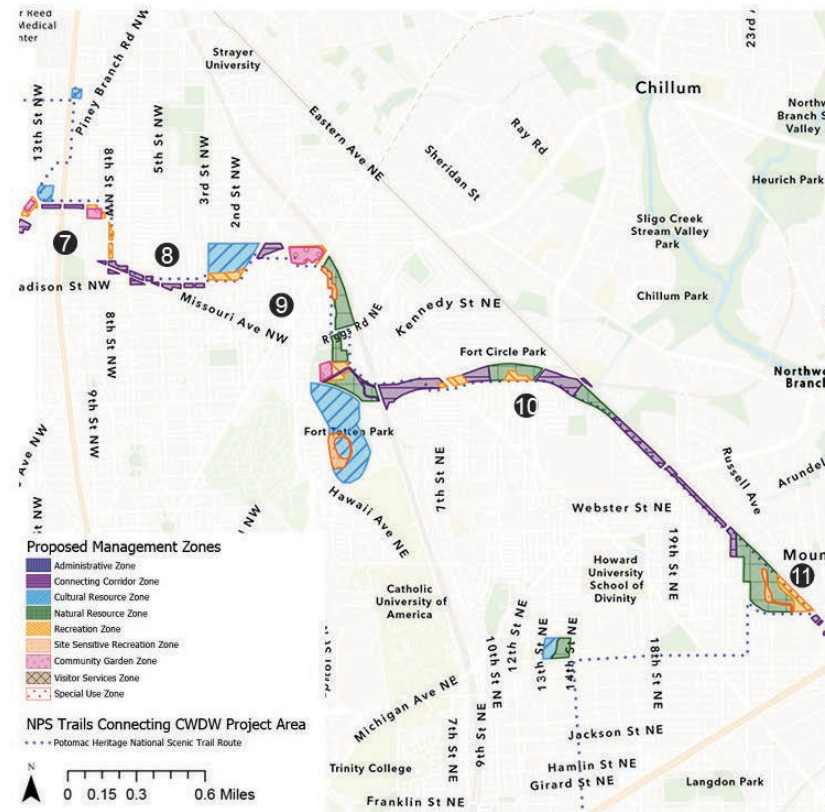 Reed
Medical
Piney Branch Rd NW
13th St NW
8th St NW
5th St NW
3rd St NW
2nd St NW
Strayer
University
Eastern Ave NE
Sheridan St
Ray Rd
Chillum
Northw
Branch S
Valley
Heurich Park
Sligo Creek
Stream Valley
Park
Chillum Park
Northwe
Branch
7
8
9
10
11
adison St NW
Missouri Ave NW
8th St NW
9th St NW
Ave NW
St NW
Riggs Rd NE
Kennedy St NE
Fort Circle Park
Fort Totten Park
7th St NE
Hawaii Ave NE
Russell Ave
Arundel
Webster St NE
19th St NE
Moun
Howard
University
School of
Divinity
Catholic
University of
America
10th St NE
12th St NE
13th St NE
14th St NE
18th St NE
Michigan Ave NE
7th St NE
9th St NE
Jackson St NE
Hamlin St NE
Girard St NE
Langdon Park
Trinity College
Franklin St NE
Proposed Management Zones
Administrative Zone
Connecting Corridor Zone
Cultural Resource Zone
Natural Resource Zone
Recreation Zone
Site Sensitive Recreation Zone
Community Garden Zone
Visitor Services Zone
Special Use Zone
NPS Trails Connecting CWDW Project Area
Potomac Heritage National Scenic Trail Route
N
0 0.15 0.3 0.6 Miles